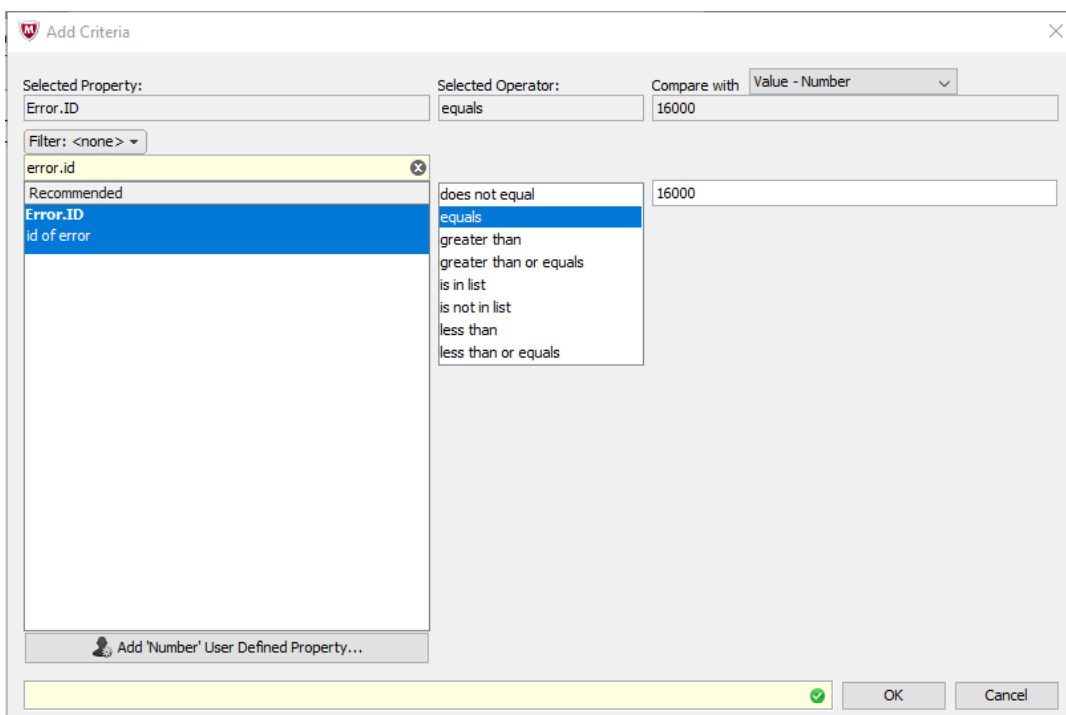 Add Criteria
Selected Property:
Selected Operator:
Compare with
Value - Number
Error.ID
equals
16000
Filter: <none>
error.id
Recommended
Error.ID
id of error
does not equal
equals
greater than
greater than or equals
is in list
is not in list
less than
less than or equals
16000
Add 'Number' User Defined Property...
OK
Cancel